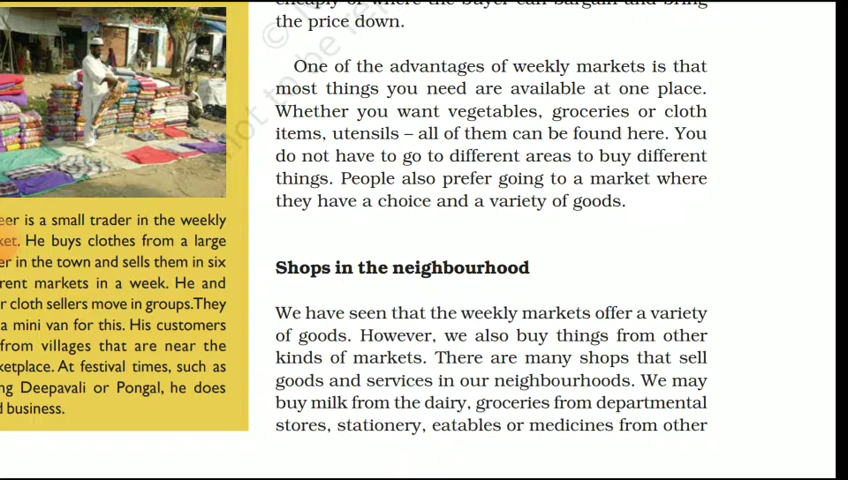 the price down.
One of the advantages of weekly markets is that
most things you need are available at one place.
Whether you want vegetables, groceries or cloth
items, utensils – all of them can be found here. You
do not have to go to different areas to buy different
things. People also prefer going to a market where
they have a choice and a variety of goods.
Shops in the neighbourhood
We have seen that the weekly markets offer a variety
of goods. However, we also buy things from other
kinds of markets. There are many shops that sell
goods and services in our neighbourhoods. We may
buy milk from the dairy, groceries from departmental
stores, stationery, eatables or medicines from other
is a small trader in the weekly
He buys clothes from a large
in the town and sells them in six
markets in a week. He and
cloth sellers move in groups.They
a mini van for this. His customers
from villages that are near the
At festival times, such as
Deepavali or Pongal, he does
business.
not to be